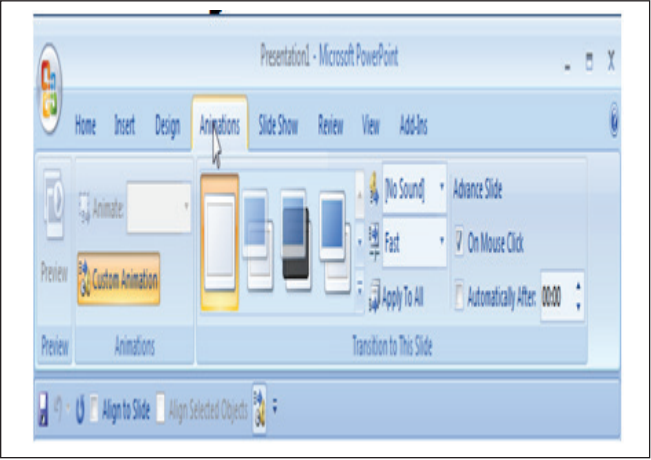 Presentation1 - Microsoft PowerPoint
Home Insert Design Animations Slide Show Review View Add-Ins
Preview
Animate:
Custom Animation
[No Sound]
Fast
Apply To All
Advance Slide
On Mouse Click
Automatically After: 00:00
Preview Animations Transition to This Slide
Align to Slide Align Selected Objects